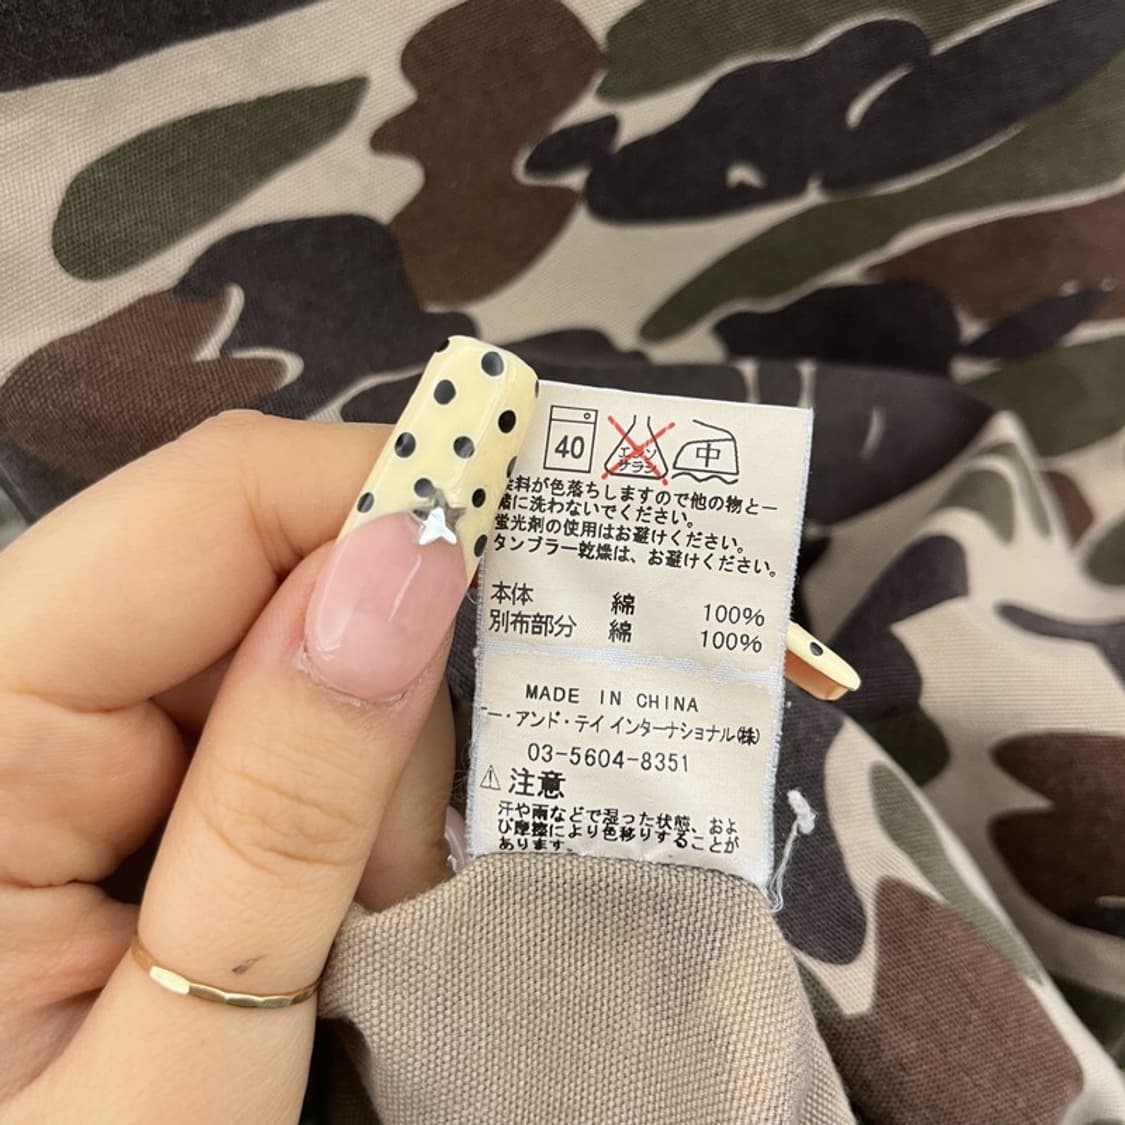 40
エンソ
サラシ
中
料が色落ちしますので他の物と一
緒に洗わないでください。
蛍光剤の使用はお避けください。
タンブラー乾燥は、お避けください。
本体 綿 100%
別布部分 綿 100%
MADE IN CHINA
ー・アンド・テイ インターナショナル(株)
03-5604-8351
注意
汗や雨などで湿った状態、およ
び摩擦により色移りすることが
あります。